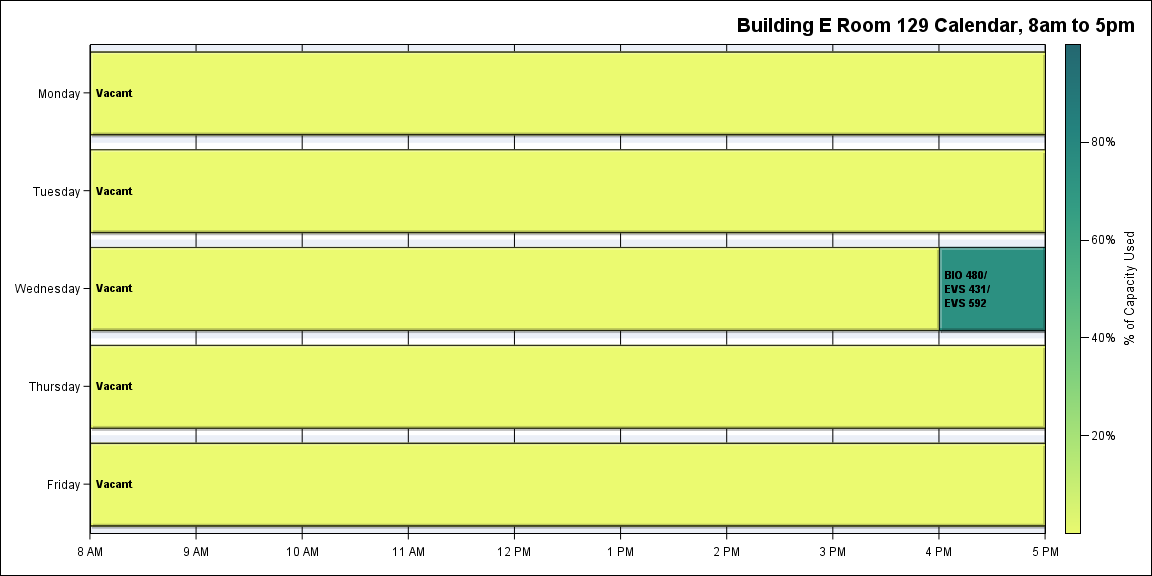 Building E Room 129 Calendar, 8am to 5pm
Monday
Vacant
Tuesday
Vacant
Wednesday
Vacant
BIO 480/
EVS 431/
EVS 592
Thursday
Vacant
Friday
Vacant
8 AM
9 AM
10 AM
11 AM
12 PM
1 PM
2 PM
3 PM
4 PM
5 PM
80%
60%
40%
20%
% of Capacity Used